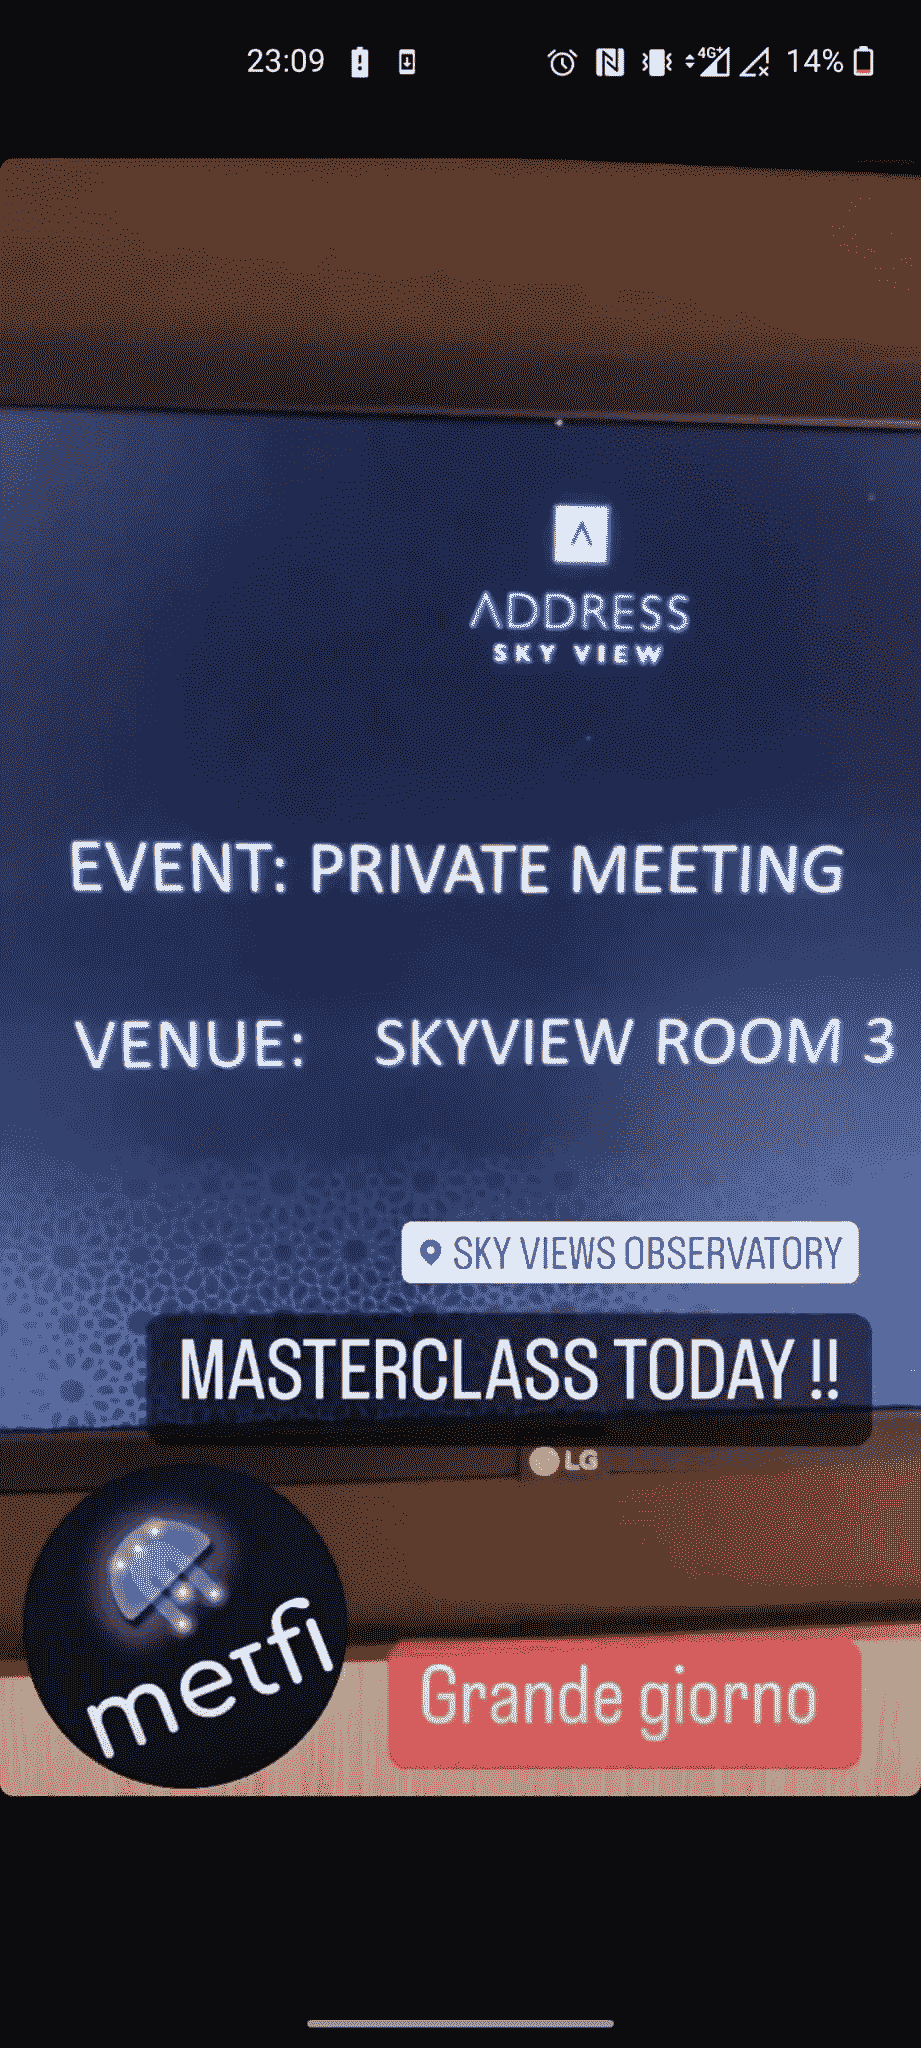 23:09
4G+
14%
ADDRESS
SKY VIEW
EVENT: PRIVATE MEETING
VENUE: SKYVIEW ROOM 3
SKY VIEWS OBSERVATORY
MASTERCLASS TODAY !!
LG
metfi
Grande giorno